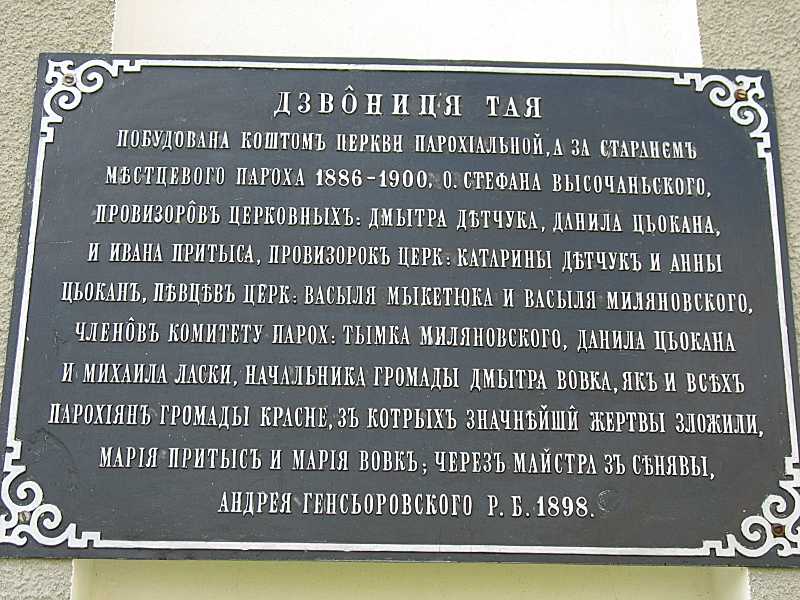 ДЗВÔНИЦЯ ТАЯ
ПОБУДОВАНА КОШТОМЪ ЦЕРКВИ ПАРОХІАЛЬНОЙ, А ЗА СТАРАНЄМЪ
МѢСТЦЕВОГО ПАРОХА 1886-1900, О. СТЕФАНА ВЫСОЧАНЬСКОГО,
ПРОВИЗОРÔВЪ ЦЕРКОВНЫХЪ: ДМЫТРА ДѢТЧУКА, ДАНИЛА ЦЬОКАНА,
И ИВАНА ПРИТЫСА, ПРОВИЗОРОКЪ ЦЕРК: КАТАРИНЫ ДѢТЧУКЪ И АННЫ
ЦЬОКАНЪ, ПѢВЦѢВЪ ЦЕРК: ВАСЫЛЯ МЫКЕТЮКА И ВАСЫЛЯ МИЛЯНОВСКОГО,
ЧЛЕНÔВЪ КОМИТЕТУ ПАРОХ: ТЫМКА МИЛЯНОВСКОГО, ДАНИЛА ЦЬОКАНА
И МИХАИЛА ЛАСКИ, НАЧАЛЬНИКА ГРОМАДЫ ДМЫТРА ВОВКА, ЯКЪ И ВСѢХЪ
ПАРОХІЯНЪ ГРОМАДЫ КРАСНЕ, ЗЪ КОТРЫХЪ ЗНАЧНѢЙШІЙ ЖЕРТВЫ ЗЛОЖИЛИ,
МАРІЯ ПРИТЫСЪ И МАРІЯ ВОВКЪ; ЧЕРЕЗЪ МАЙСТРА ЗЪ СѢНЯВЫ,
АНДРЕЯ ГЕНСЬОРОВСКОГО Р. Б. 1898.